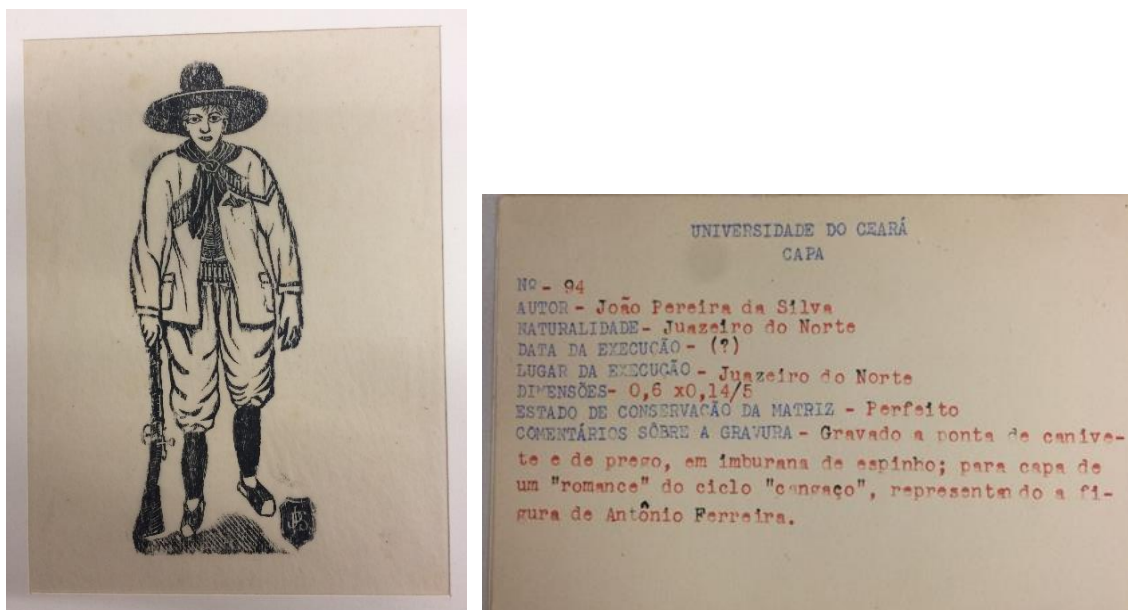 UNIVERSIDADE DO CEARÁ
CAPA
Nº - 94
AUTOR - João Pereira da Silva
NATURALIDADE - Juazeiro do Norte
DATA DA EXECUÇÃO - (?)
LUGAR DA EXECUÇÃO - Juazeiro do Norte
DIMENSÕES - 0,6 x0,14/5
ESTADO DE CONSERVAÇÃO DA MATRIZ - Perfeito
COMENTÁRIOS SÔBRE A GRAVURA - Gravado a ponta de canive-
te e de prego, em imburana de espinho; para capa de
um "romance" do ciclo "cangaço", representando a fi-
gura de Antônio Ferreira.